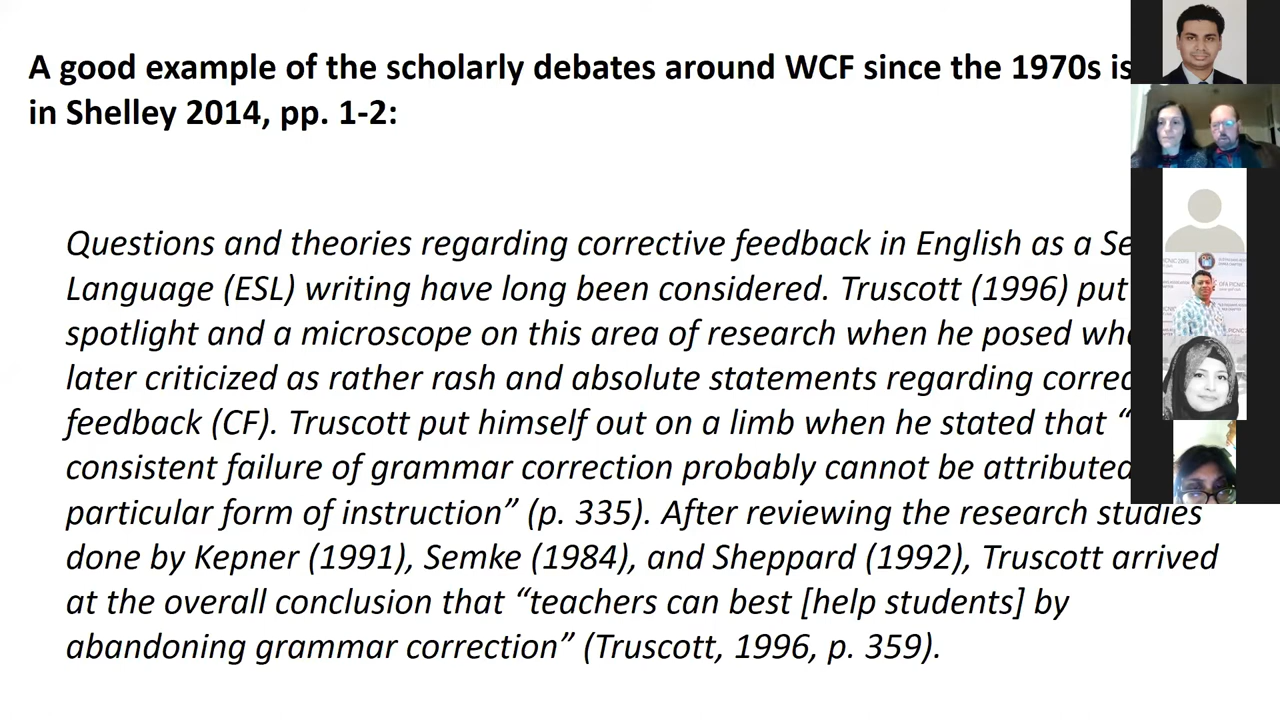 A good example of the scholarly debates around WCF since the 1970s is
in Shelley 2014, pp. 1-2:
Questions and theories regarding corrective feedback in English as a
Language (ESL) writing have long been considered. Truscott (1996) put
spotlight and a microscope on this area of research when he posed
later criticized as rather rash and absolute statements regarding
feedback (CF). Truscott put himself out on a limb when he stated that “
consistent failure of grammar correction probably cannot be attributed
particular form of instruction” (p. 335). After reviewing the research studies
done by Kepner (1991), Semke (1984), and Sheppard (1992), Truscott arrived
at the overall conclusion that “teachers can best [help students] by
abandoning grammar correction” (Truscott, 1996, p. 359).